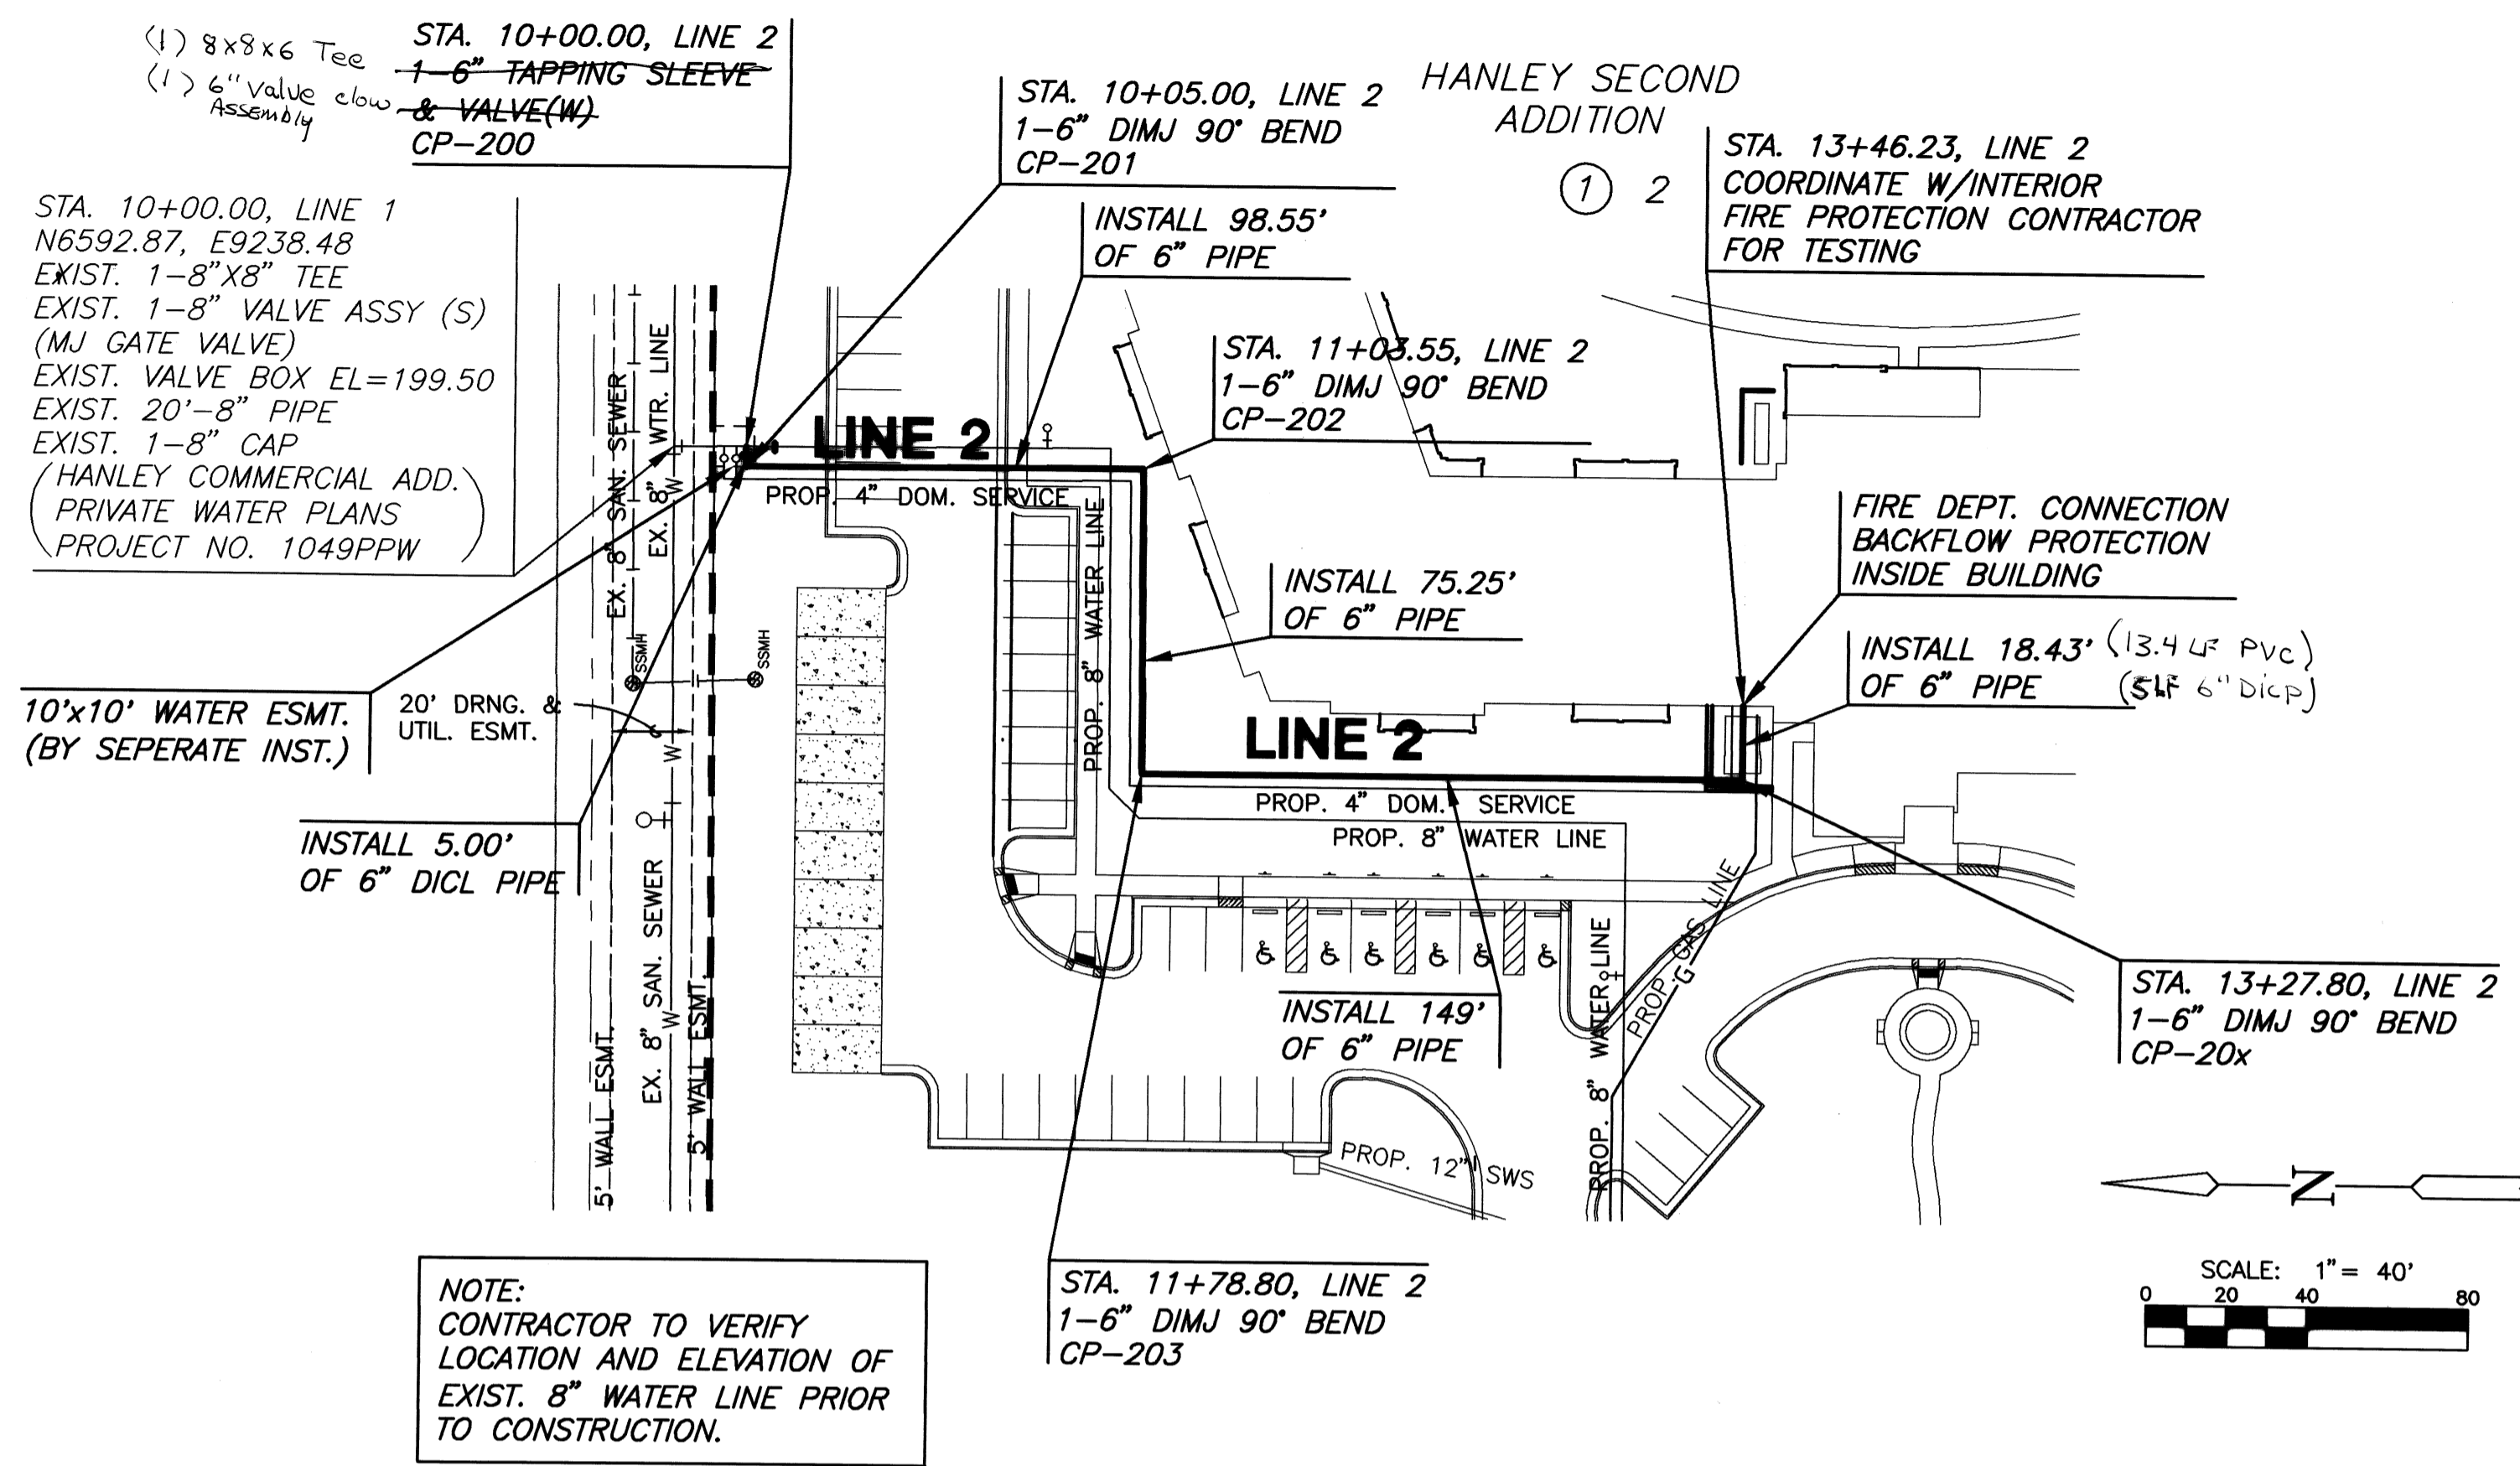 (1) 8x8x6 Tee
(1) 6" Valve clow
Assembly
STA. 10+00.00, LINE 2
1-6" TAPPING SLEEVE
& VALVE(W)
CP-200
STA. 10+05.00, LINE 2
1-6" DIMJ 90° BEND
CP-201
HANLEY SECOND
ADDITION
1 2
STA. 13+46.23, LINE 2
COORDINATE W/INTERIOR
FIRE PROTECTION CONTRACTOR
FOR TESTING
STA. 10+00.00, LINE 1
N6592.87, E9238.48
EXIST. 1-8"X8" TEE
EXIST. 1-8" VALVE ASSY (S)
(MJ GATE VALVE)
EXIST. VALVE BOX EL=199.50
EXIST. 20'-8" PIPE
EXIST. 1-8" CAP
(HANLEY COMMERCIAL ADD.
PRIVATE WATER PLANS
PROJECT NO. 1049PPW)
INSTALL 98.55'
OF 6" PIPE
STA. 11+03.55, LINE 2
1-6" DIMJ 90° BEND
CP-202
LINE 2
PROP. 4" DOM. SERVICE
EX. 8" SAN. SEWER
EX. 8" WTR. LINE
W
PROP. 8" WATER LINE
FIRE DEPT. CONNECTION
BACKFLOW PROTECTION
INSIDE BUILDING
INSTALL 75.25'
OF 6" PIPE
INSTALL 18.43' (13.4 LF PVC)
OF 6" PIPE (5LF 6" Dicp)
SSMH
SSMH
10'x10' WATER ESMT.
(BY SEPERATE INST.)
20' DRNG. &
UTIL. ESMT.
W
LINE 2
PROP. 4" DOM. SERVICE
PROP. 8" WATER LINE
INSTALL 5.00'
OF 6" DICL PIPE
5' WALL ESMT.
EX. 8" SAN. SEWER
W
5' WALL ESMT.
INSTALL 149'
OF 6" PIPE
PROP. 8" WATER LINE
PROP. GAS LINE
G
STA. 13+27.80, LINE 2
1-6" DIMJ 90° BEND
CP-20x
PROP. 12" SWS
N
STA. 11+78.80, LINE 2
1-6" DIMJ 90° BEND
CP-203
NOTE:
CONTRACTOR TO VERIFY
LOCATION AND ELEVATION OF
EXIST. 8" WATER LINE PRIOR
TO CONSTRUCTION.
SCALE: 1"= 40'
0 20 40 80